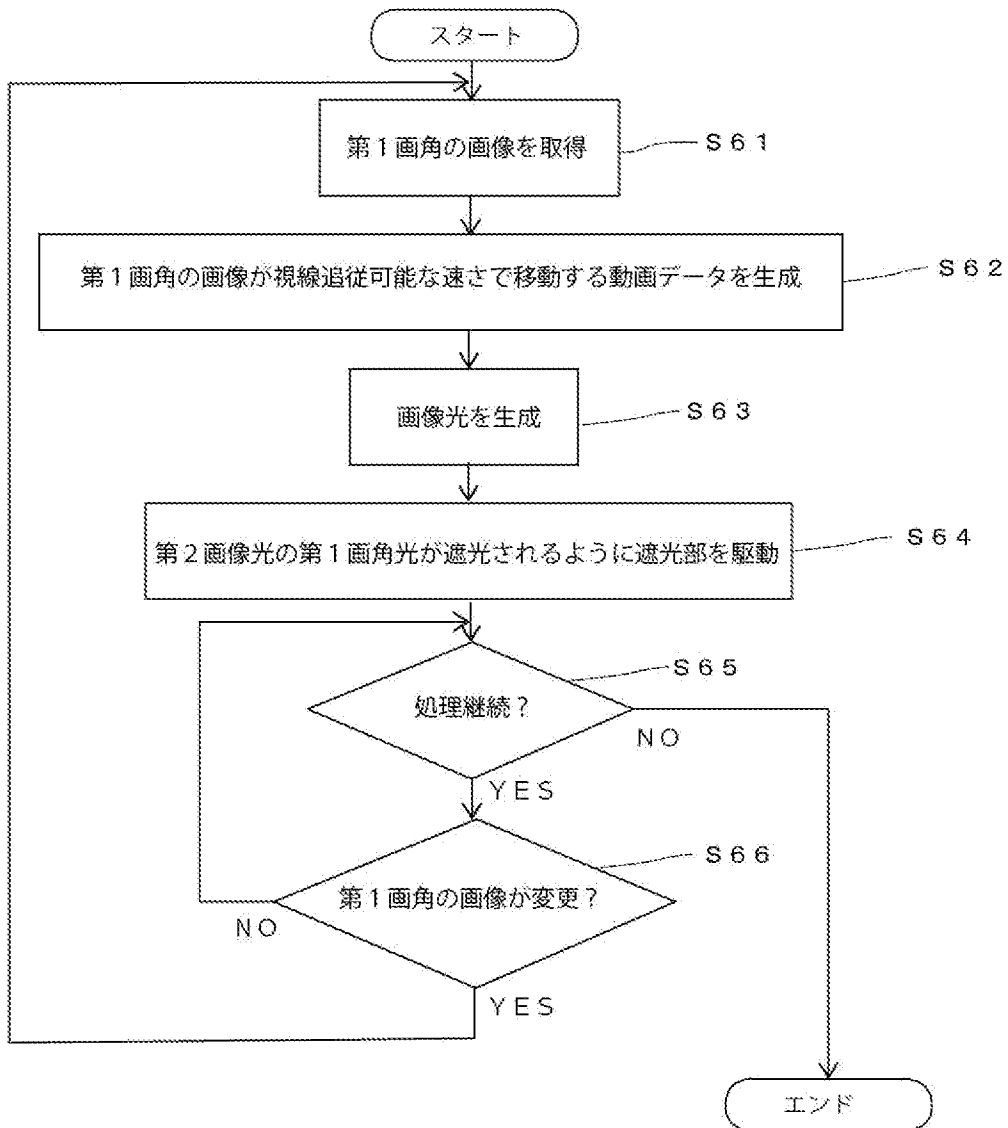 スタート
第1画角の画像を取得
S61
第1画角の画像が視線追従可能な速さで移動する動画データを生成
S62
画像光を生成
S63
第2画像光の第1画角光が遮光されるように遮光部を駆動
S64
処理継続?
S65
NO
YES
第1画角の画像が変更?
S66
NO
YES
エンド